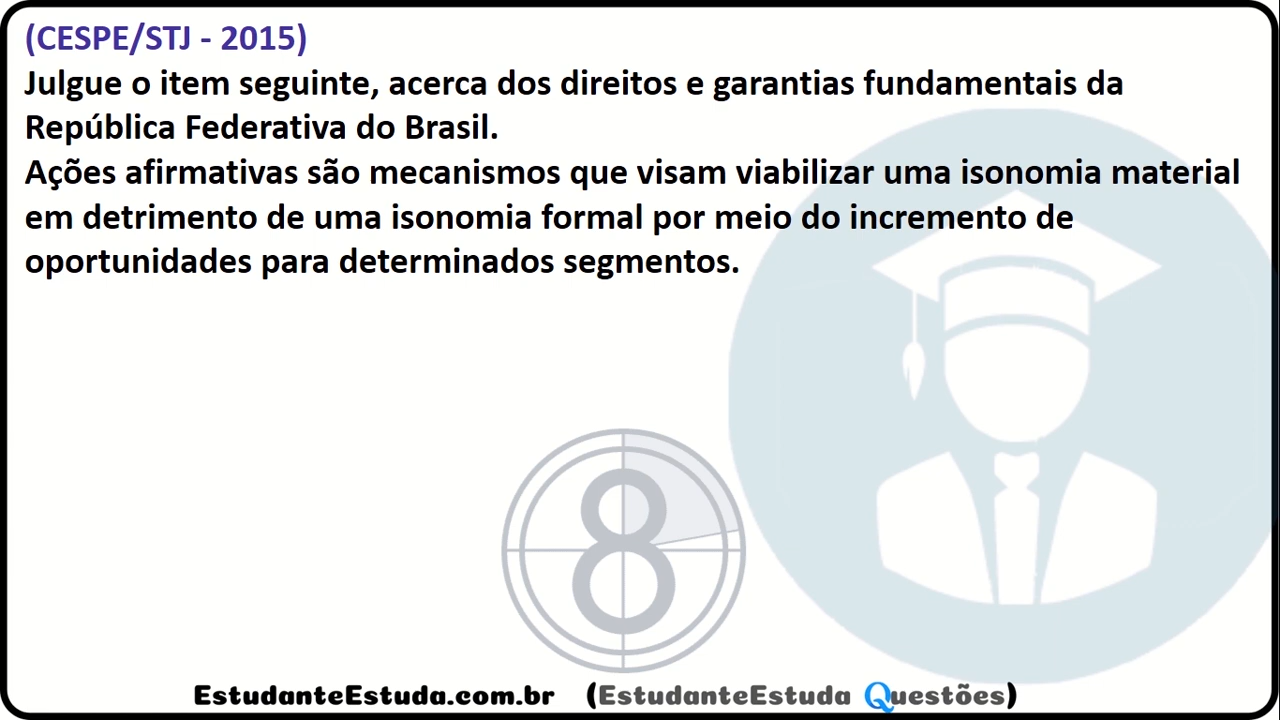 (CESPE/STJ - 2015)
Julgue o item seguinte, acerca dos direitos e garantias fundamentais da
República Federativa do Brasil.
Ações afirmativas são mecanismos que visam viabilizar uma isonomia material
em detrimento de uma isonomia formal por meio do incremento de
oportunidades para determinados segmentos.
8
EstudanteEstuda.com.br (EstudanteEstuda Questões)